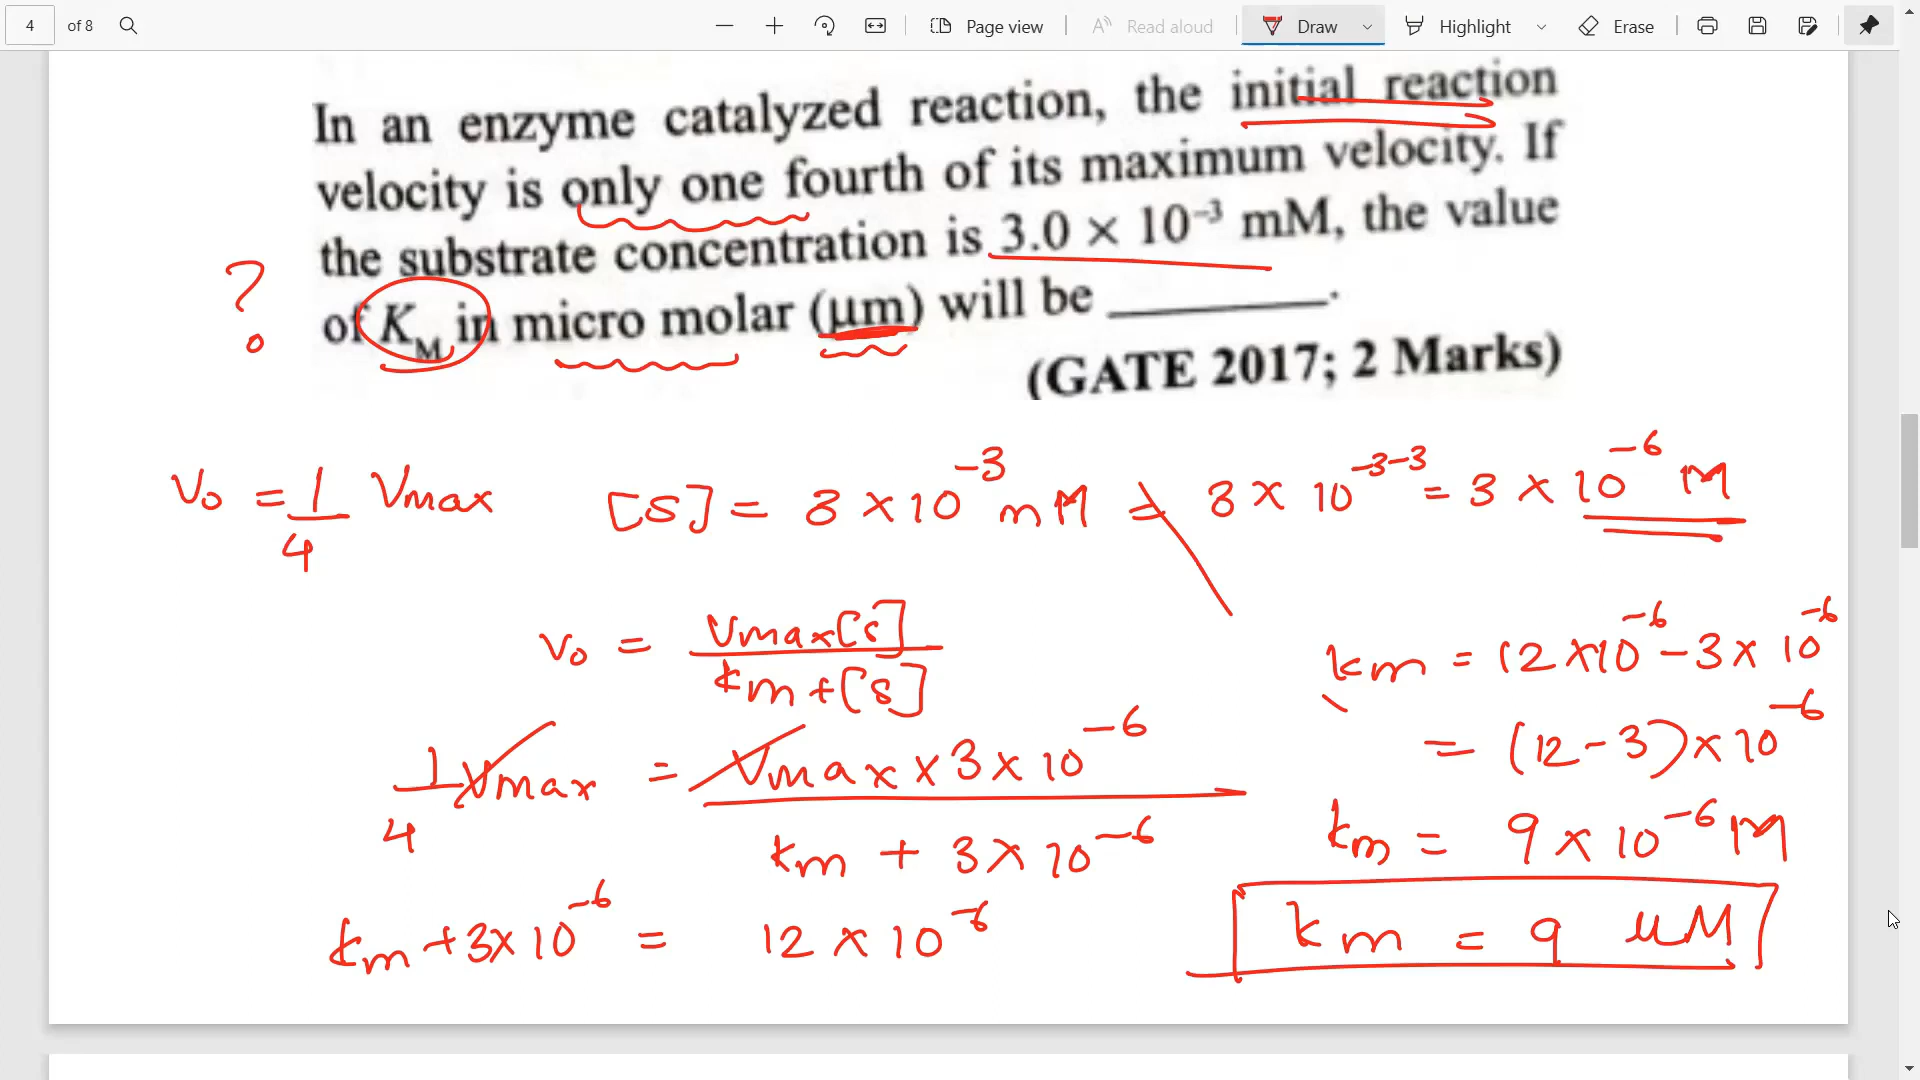 4 of 8 Page view Read aloud Draw Highlight Erase
In an enzyme catalyzed reaction, the initial reaction
velocity is only one fourth of its maximum velocity. If
the substrate concentration is 3.0 × 10⁻³ mM, the value
? of K_M in micro molar (μm) will be ________.
(GATE 2017; 2 Marks)
V₀ = 1/4 Vmax [S] = 3 × 10⁻³ mM = 3 × 10⁻³⁻³ = 3 × 10⁻⁶ M
V₀ = Vmax[S] / km + [S]
1/4 Vmax = Vmax × 3 × 10⁻⁶ / km + 3 × 10⁻⁶
km + 3 × 10⁻⁶ = 12 × 10⁻⁶
km = 12 × 10⁻⁶ − 3 × 10⁻⁶
= (12 − 3) × 10⁻⁶
km = 9 × 10⁻⁶ M
km = 9 μM